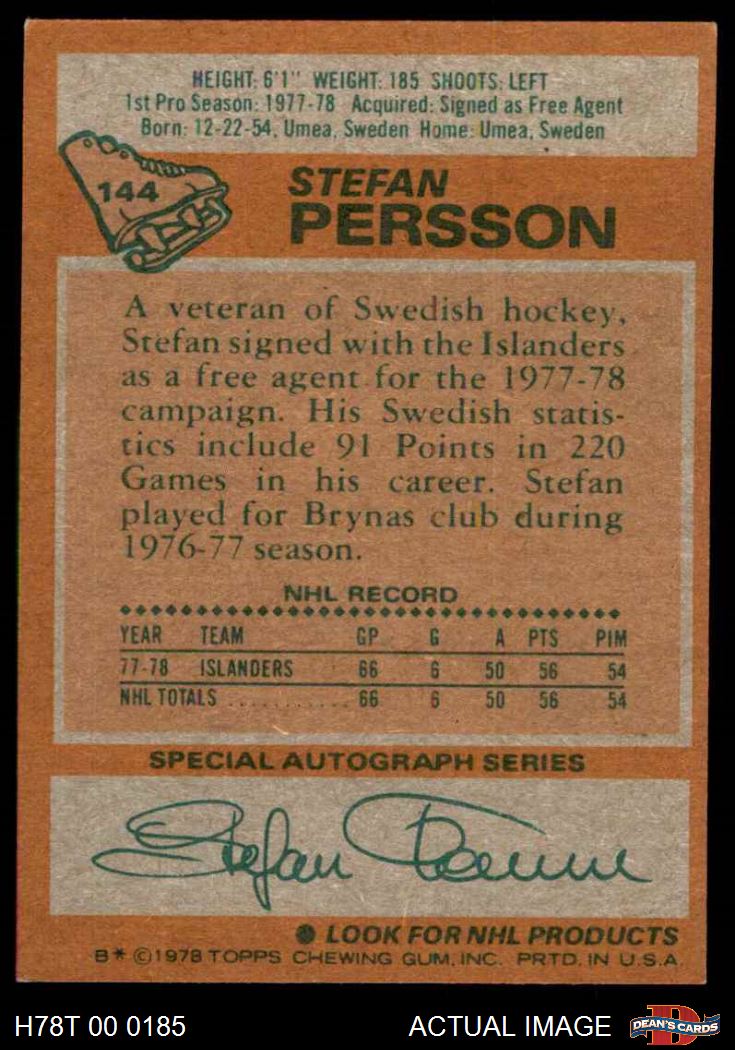 HEIGHT: 6'1" WEIGHT: 185 SHOOTS: LEFT
1st Pro Season: 1977-78 Acquired: Signed as Free Agent
Born: 12-22-54, Umea, Sweden Home: Umea, Sweden
144
STEFAN
PERSSON
A veteran of Swedish hockey,
Stefan signed with the Islanders
as a free agent for the 1977-78
campaign. His Swedish statis-
tics include 91 Points in 220
Games in his career. Stefan
played for Brynas club during
1976-77 season.
NHL RECORD
YEAR TEAM GP G A PTS PIM
77-78 ISLANDERS 66 6 50 56 54
NHL TOTALS ........... 66 6 50 56 54
SPECIAL AUTOGRAPH SERIES
Stefan Persson
● LOOK FOR NHL PRODUCTS
B* ©1978 TOPPS CHEWING GUM, INC. PRTD. IN U.S.A.
H78T 00 0185 ACTUAL IMAGE D DEAN'S CARDS